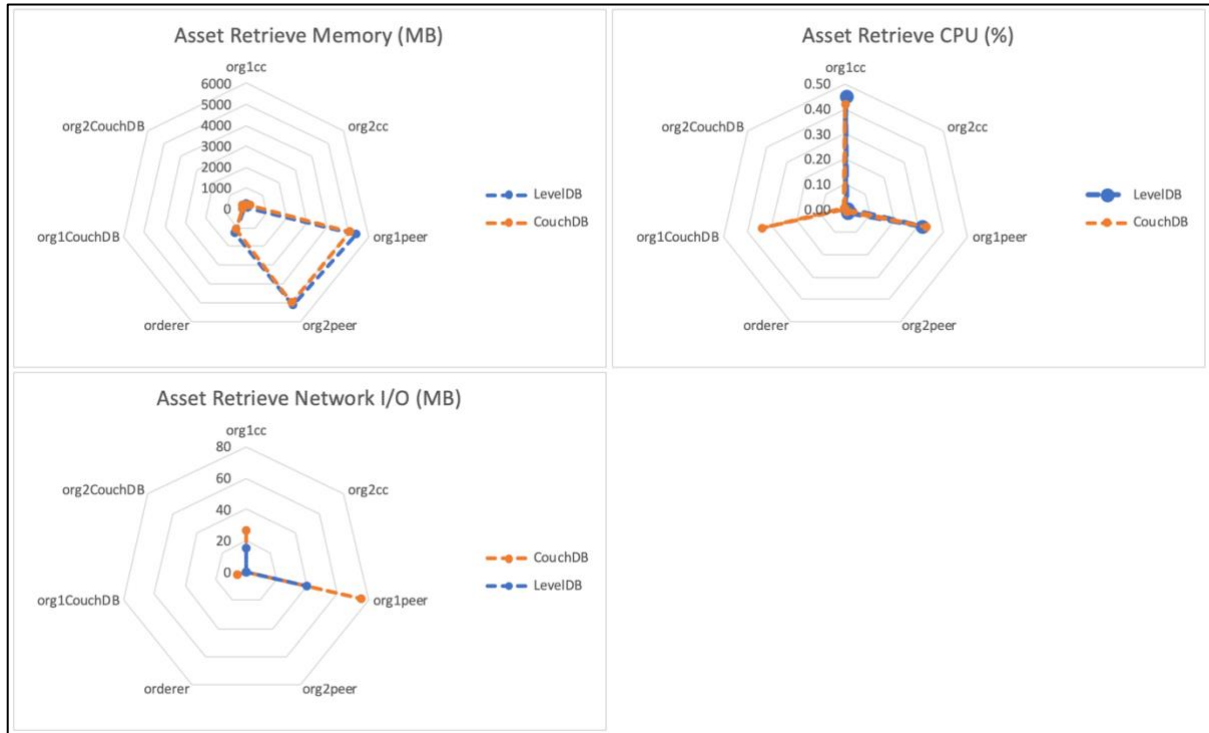 Asset Retrieve Memory (MB)
org1cc
6000
5000
4000
3000
2000
1000
0
org2CouchDB
org2cc
org1CouchDB
org1peer
orderer
org2peer
LevelDB
CouchDB
Asset Retrieve CPU (%)
org1cc
0.50
0.40
0.30
0.20
0.10
0.00
org2CouchDB
org2cc
org1CouchDB
org1peer
orderer
org2peer
LevelDB
CouchDB
Asset Retrieve Network I/O (MB)
org1cc
80
60
40
20
0
org2CouchDB
org2cc
org1CouchDB
org1peer
orderer
org2peer
CouchDB
LevelDB